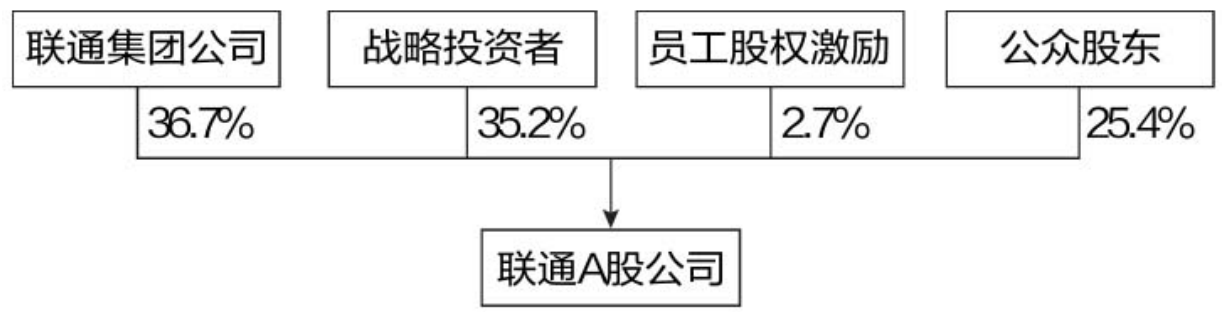 联通集团公司
战略投资者
员工股权激励
公众股东
36.7%
35.2%
2.7%
25.4%
联通A股公司